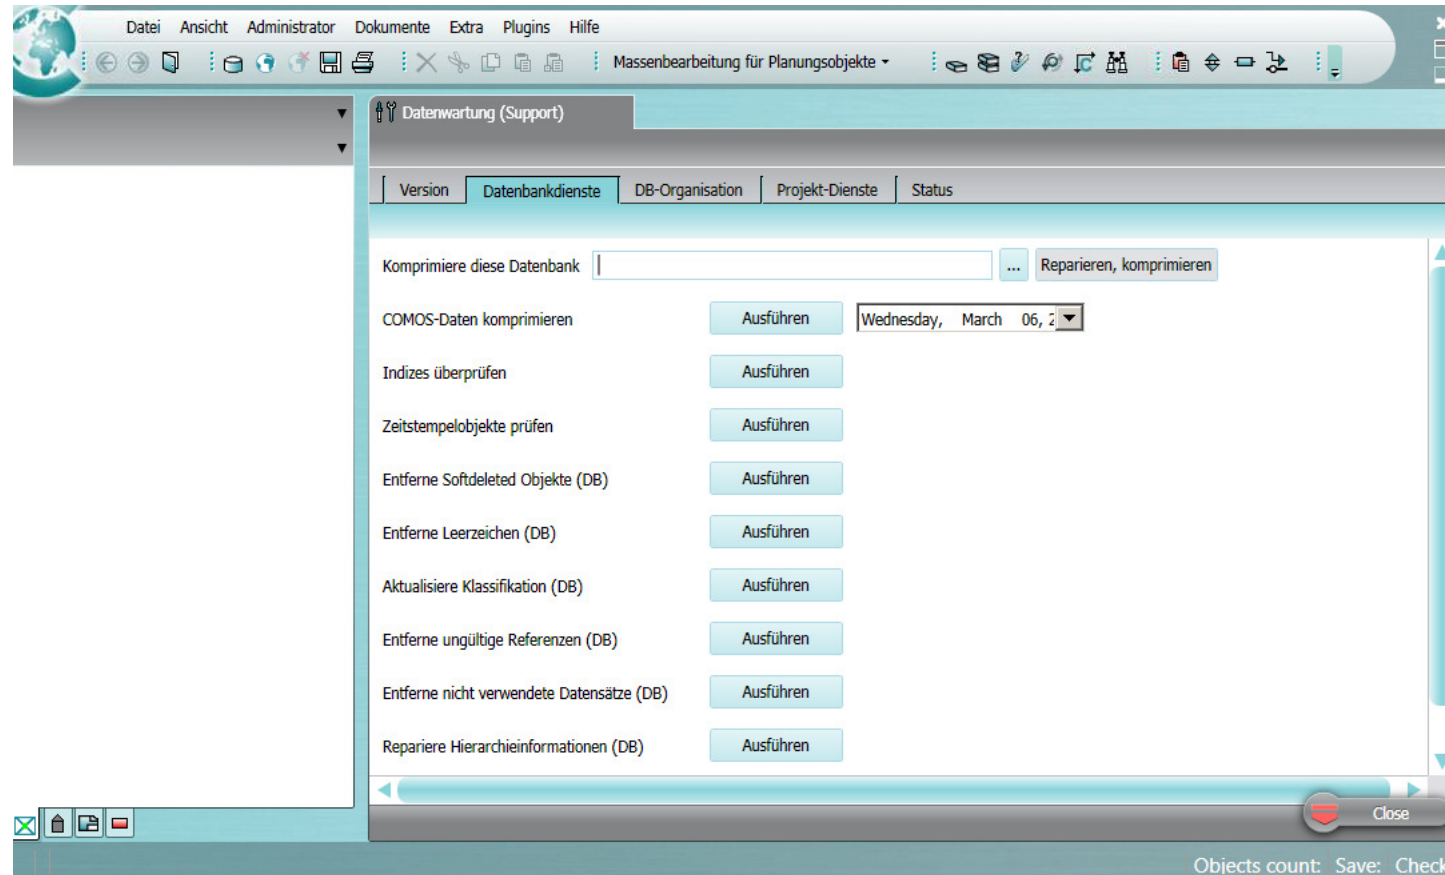 Datei Ansicht Administrator Dokumente Extra Plugins Hilfe
Massenbearbeitung für Planungsobjekte
Datenwartung (Support)
Version Datenbankdienste DB-Organisation Projekt-Dienste Status
Komprimiere diese Datenbank ... Reparieren, komprimieren
COMOS-Daten komprimieren Ausführen Wednesday, March 06, 2
Indizes überprüfen Ausführen
Zeitstempelobjekte prüfen Ausführen
Entferne Softdeleted Objekte (DB) Ausführen
Entferne Leerzeichen (DB) Ausführen
Aktualisiere Klassifikation (DB) Ausführen
Entferne ungültige Referenzen (DB) Ausführen
Entferne nicht verwendete Datensätze (DB) Ausführen
Repariere Hierarchieinformationen (DB) Ausführen
Close
Objects count: Save: Check